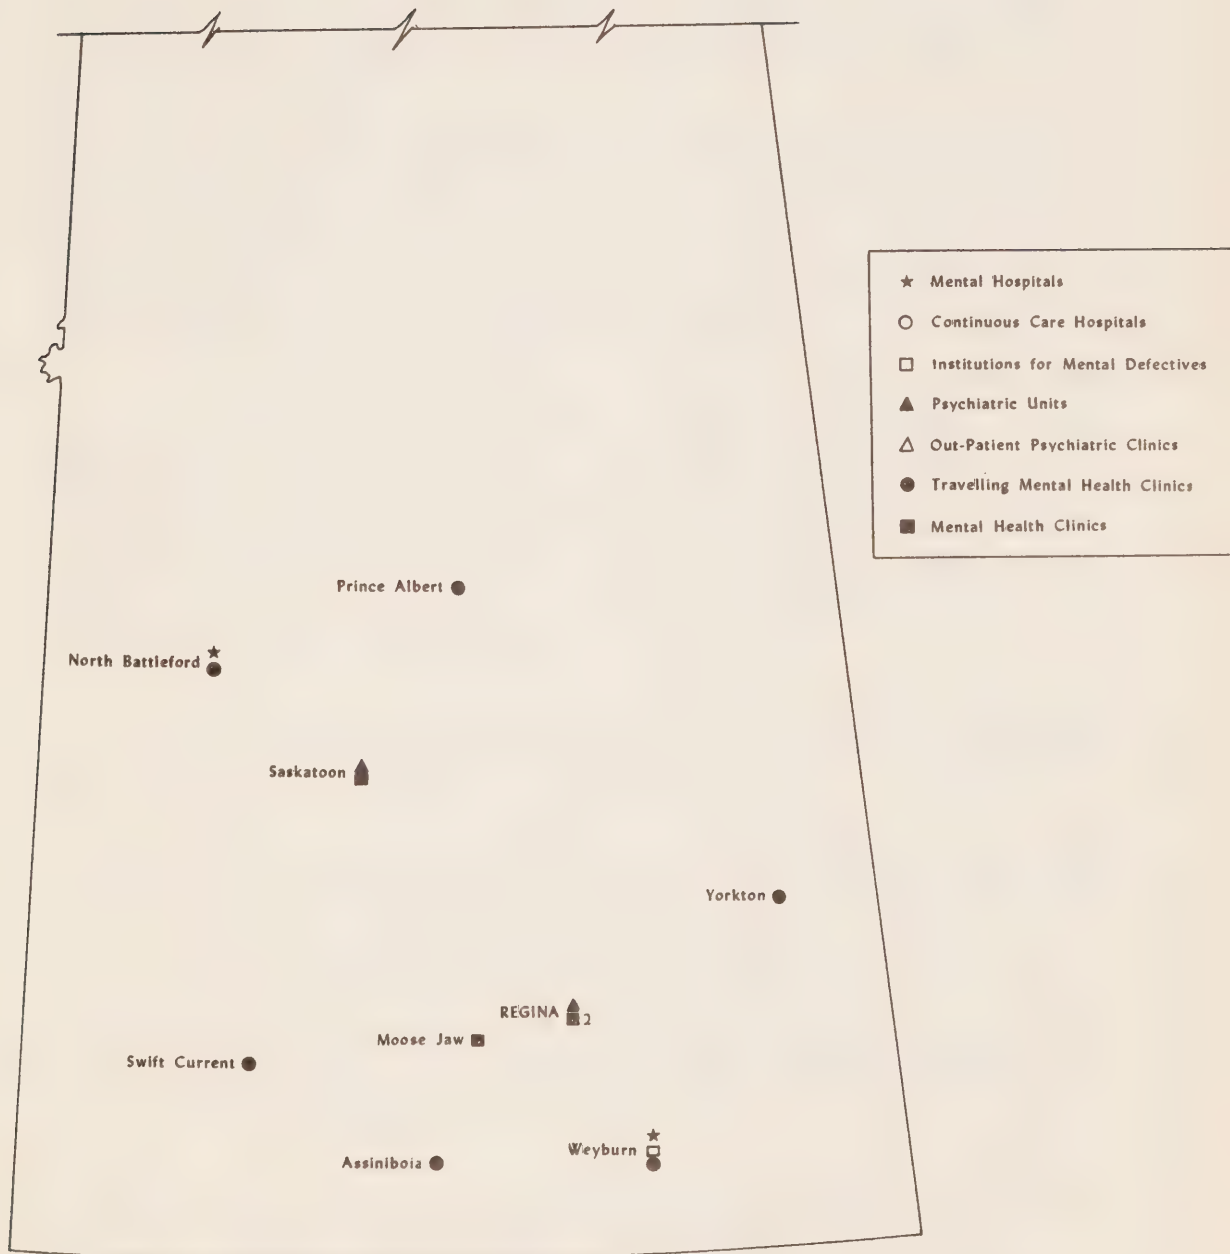 Mental Hospitals
Continuous Care Hospitals
Institutions for Mental Defectives
Psychiatric Units
Out-Patient Psychiatric Clinics
Travelling Mental Health Clinics
Mental Health Clinics
Prince Albert
North Battleford
Saskatoon
Yorkton
REGINA 2
Moose Jaw
Swift Current
Weyburn
Assiniboia